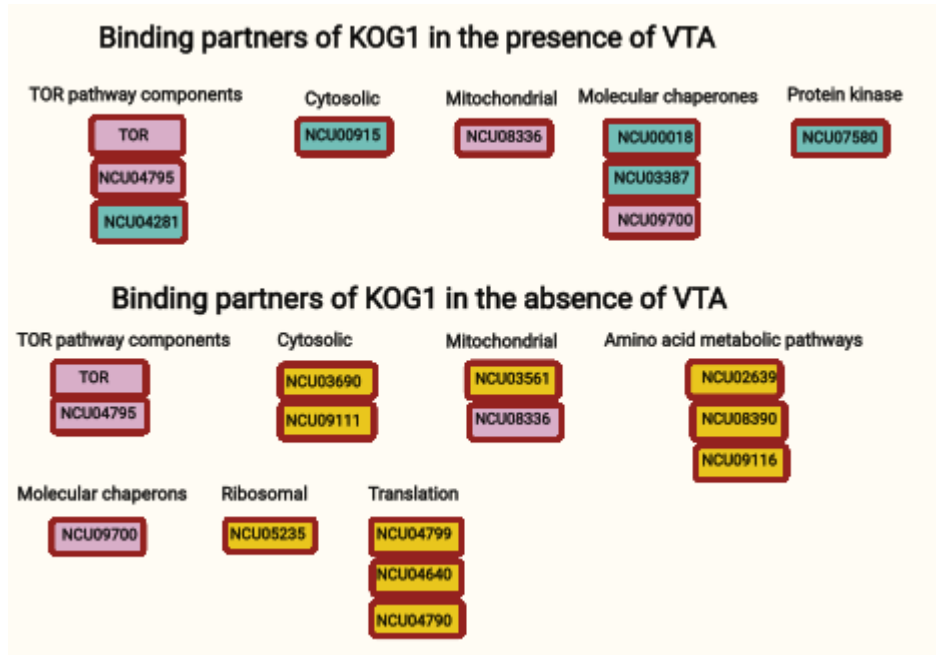 Binding partners of KOG1 in the presence of VTA
TOR pathway components
TOR
NCU04795
NCU04281
Cytosolic
NCU00915
Mitochondrial
NCU08336
Molecular chaperones
NCU00018
NCU03387
NCU09700
Protein kinase
NCU07580
Binding partners of KOG1 in the absence of VTA
TOR pathway components
TOR
NCU04795
Cytosolic
NCU03690
NCU09111
Mitochondrial
NCU03561
NCU08336
Amino acid metabolic pathways
NCU02639
NCU08390
NCU09116
Molecular chaperons
NCU09700
Ribosomal
NCU05235
Translation
NCU04799
NCU04640
NCU04790